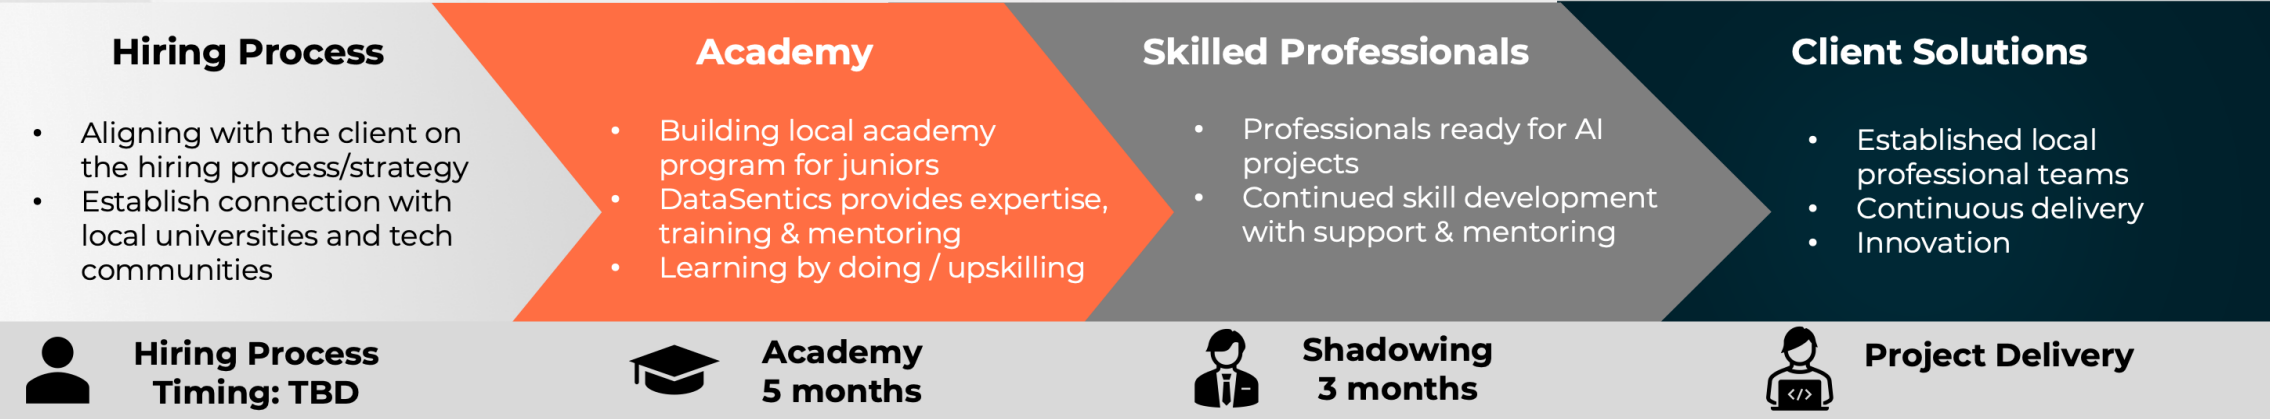 Hiring Process
• Aligning with the client on
the hiring process/strategy
• Establish connection with
local universities and tech
communities
Academy
• Building local academy
program for juniors
• DataSentics provides expertise,
training & mentoring
• Learning by doing / upskilling
Skilled Professionals
• Professionals ready for AI
projects
• Continued skill development
with support & mentoring
Client Solutions
• Established local
professional teams
• Continuous delivery
• Innovation
Hiring Process
Timing: TBD
Academy
5 months
Shadowing
3 months
</>
Project Delivery